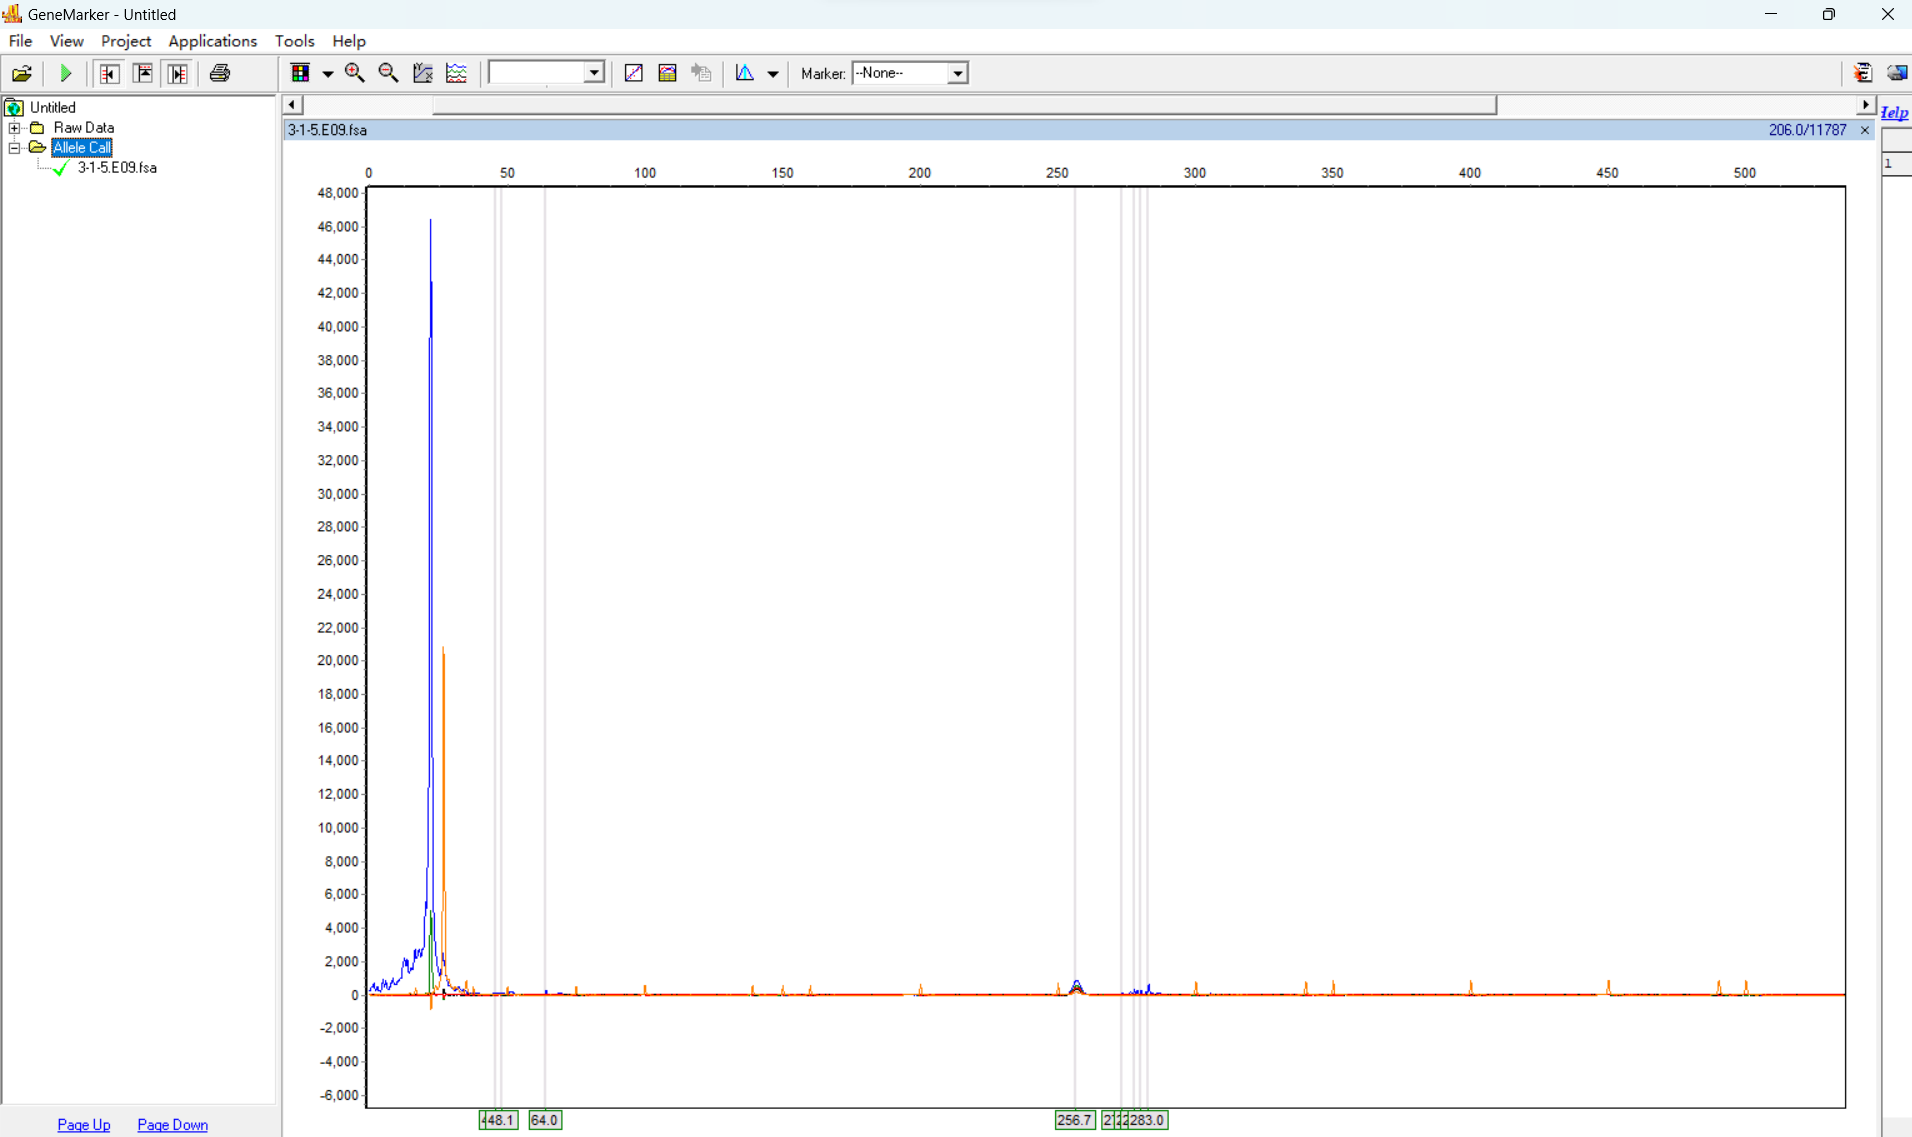 GeneMarker - Untitled
File View Project Applications Tools Help
Marker: --None--
Untitled
Raw Data
Allele Call
3-1-5.E09.fsa
3-1-5.E09.fsa 206.0/11787
1
0 50 100 150 200 250 300 350 400 450 500
48,000
46,000
44,000
42,000
40,000
38,000
36,000
34,000
32,000
30,000
28,000
26,000
24,000
22,000
20,000
18,000
16,000
14,000
12,000
10,000
8,000
6,000
4,000
2,000
0
-2,000
-4,000
-6,000
48.1 64.0 256.7 283.0
Page Up Page Down